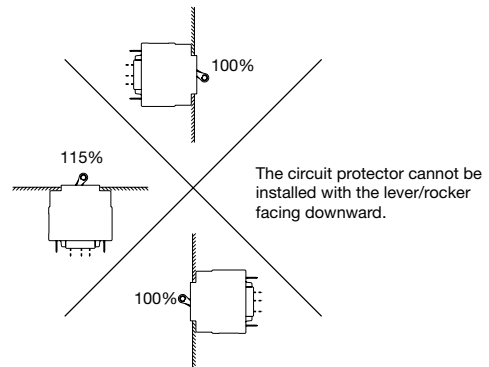 100%
115%
The circuit protector cannot be
installed with the lever/rocker
facing downward.
100%